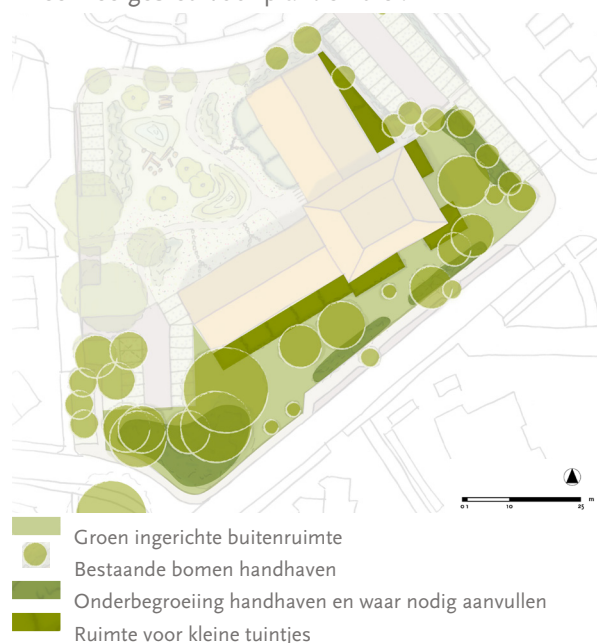 0 1 10 25 m
Groen ingerichte buitenruimte
Bestaande bomen handhaven
Onderbegroeiing handhaven en waar nodig aanvullen
Ruimte voor kleine tuintjes